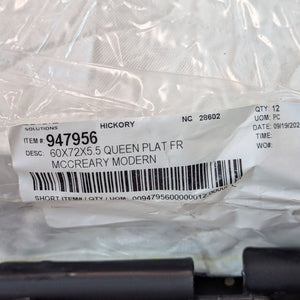 SOLUTIONS HICKORY NC 28602 QTY: 12
ITEM #: 947956 UOM: PC
DESC. 60X72X5.5 QUEEN PLAT FR DATE: 09/19/202
MCCREARY MODERN TIME:
WO#:
SHORT ITEM# / QTY / UOM: